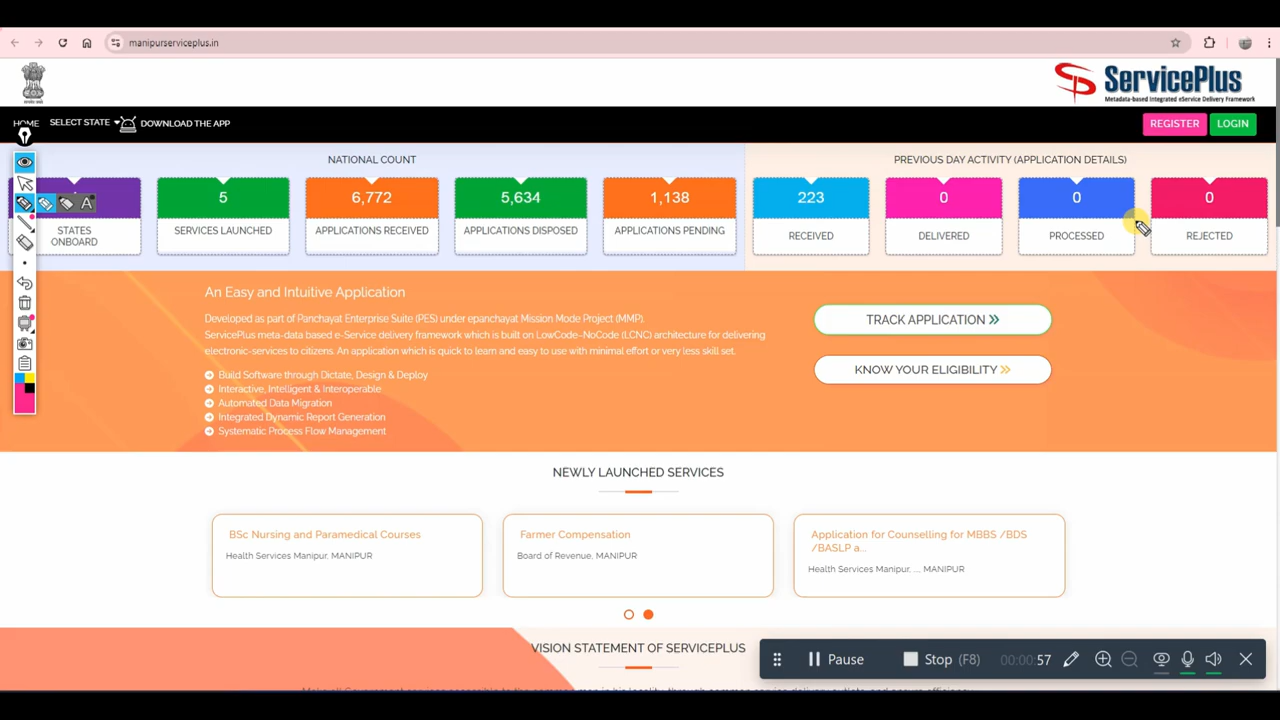 manipurserviceplus.in
ServicePlus
Metadata-based Integrated eService Delivery Framework
HOME SELECT STATE DOWNLOAD THE APP REGISTER LOGIN
NATIONAL COUNT
PREVIOUS DAY ACTIVITY (APPLICATION DETAILS)
5 6,772 5,634 1,138 223 0 0 0
STATES ONBOARD
SERVICES LAUNCHED
APPLICATIONS RECEIVED
APPLICATIONS DISPOSED
APPLICATIONS PENDING
RECEIVED
DELIVERED
PROCESSED
REJECTED
A
An Easy and Intuitive Application
Developed as part of Panchayat Enterprise Suite (PES) under epanchayat Mission Mode Project (MMP).
ServicePlus meta-data based e-Service delivery framework which is built on LowCode-NoCode (LCNC) architecture for delivering
electronic-services to citizens. An application which is quick to learn and easy to use with minimal effort or very less skill set.
Build Software through Dictate, Design & Deploy
Interactive, Intelligent & Interoperable
Automated Data Migration
Integrated Dynamic Report Generation
Systematic Process Flow Management
TRACK APPLICATION
KNOW YOUR ELIGIBILITY
NEWLY LAUNCHED SERVICES
BSc Nursing and Paramedical Courses
Health Services Manipur, MANIPUR
Farmer Compensation
Board of Revenue, MANIPUR
Application for Counselling for MBBS /BDS
/BASLP a...
Health Services Manipur, ..., MANIPUR
VISION STATEMENT OF SERVICEPLUS
Pause Stop (F8) 00:00:57